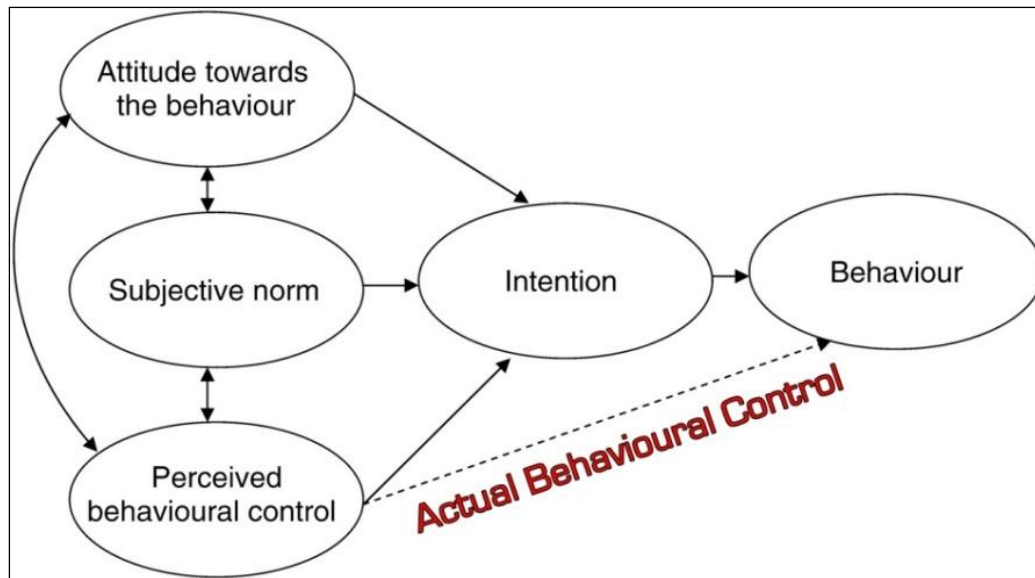 Attitude towards
the behaviour
Subjective norm
Perceived
behavioural control
Intention
Behaviour
Actual Behavioural Control